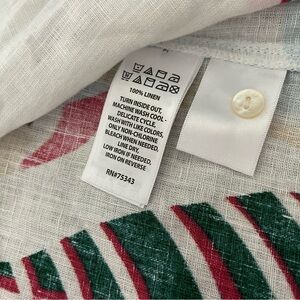 100% LINEN
TURN INSIDE OUT,
MACHINE WASH COOL -
DELICATE CYCLE,
WASH WITH LIKE COLORS,
ONLY NON-CHLORINE
BLEACH WHEN NEEDED,
LINE DRY,
LOW IRON IF NEEDED,
IRON ON REVERSE
RN#75343